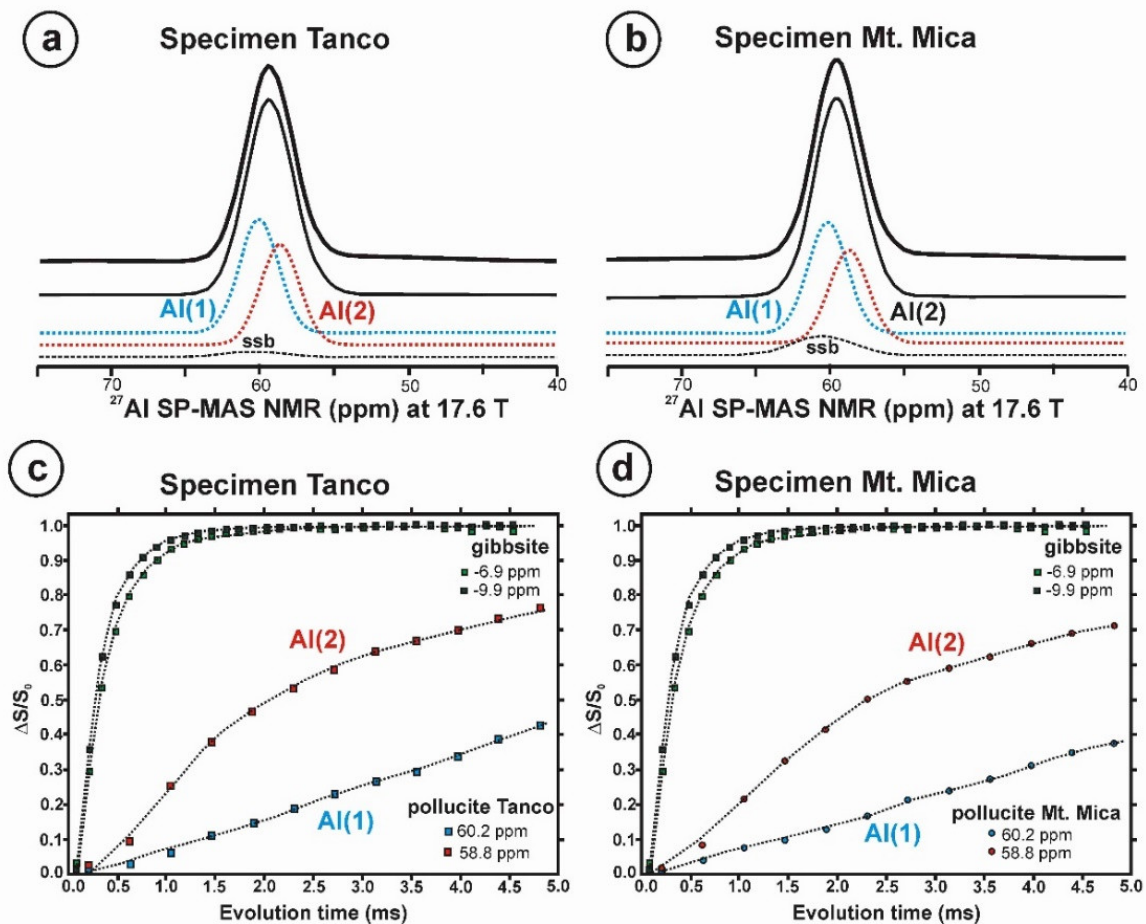 a
Specimen Tanco
Al(1)
Al(2)
ssb
70 60 50 40
²⁷Al SP-MAS NMR (ppm) at 17.6 T
b
Specimen Mt. Mica
Al(1)
Al(2)
ssb
70 60 50 40
²⁷Al SP-MAS NMR (ppm) at 17.6 T
c
Specimen Tanco
1.0
0.9
0.8
0.7
0.6
0.5
0.4
0.3
0.2
0.1
0.0
ΔS/S₀
gibbsite
-6.9 ppm
-9.9 ppm
Al(2)
Al(1)
pollucite Tanco
60.2 ppm
58.8 ppm
0.0 0.5 1.0 1.5 2.0 2.5 3.0 3.5 4.0 4.5 5.0
Evolution time (ms)
d
Specimen Mt. Mica
1.0
0.9
0.8
0.7
0.6
0.5
0.4
0.3
0.2
0.1
0.0
ΔS/S₀
gibbsite
-6.9 ppm
-9.9 ppm
Al(2)
Al(1)
pollucite Mt. Mica
60.2 ppm
58.8 ppm
0.0 0.5 1.0 1.5 2.0 2.5 3.0 3.5 4.0 4.5 5.0
Evolution time (ms)